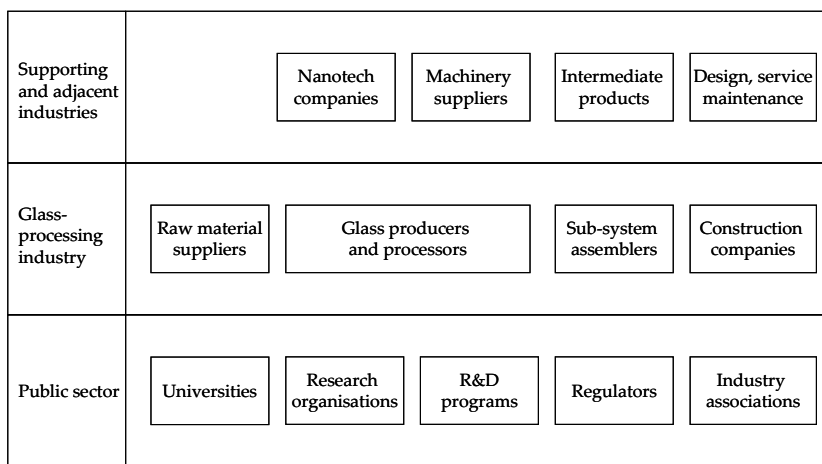 Supporting
and adjacent
industries
Nanotech
companies
Machinery
suppliers
Intermediate
products
Design, service
maintenance
Glass-
processing
industry
Raw material
suppliers
Glass producers
and processors
Sub-system
assemblers
Construction
companies
Public sector
Universities
Research
organisations
R&D
programs
Regulators
Industry
associations